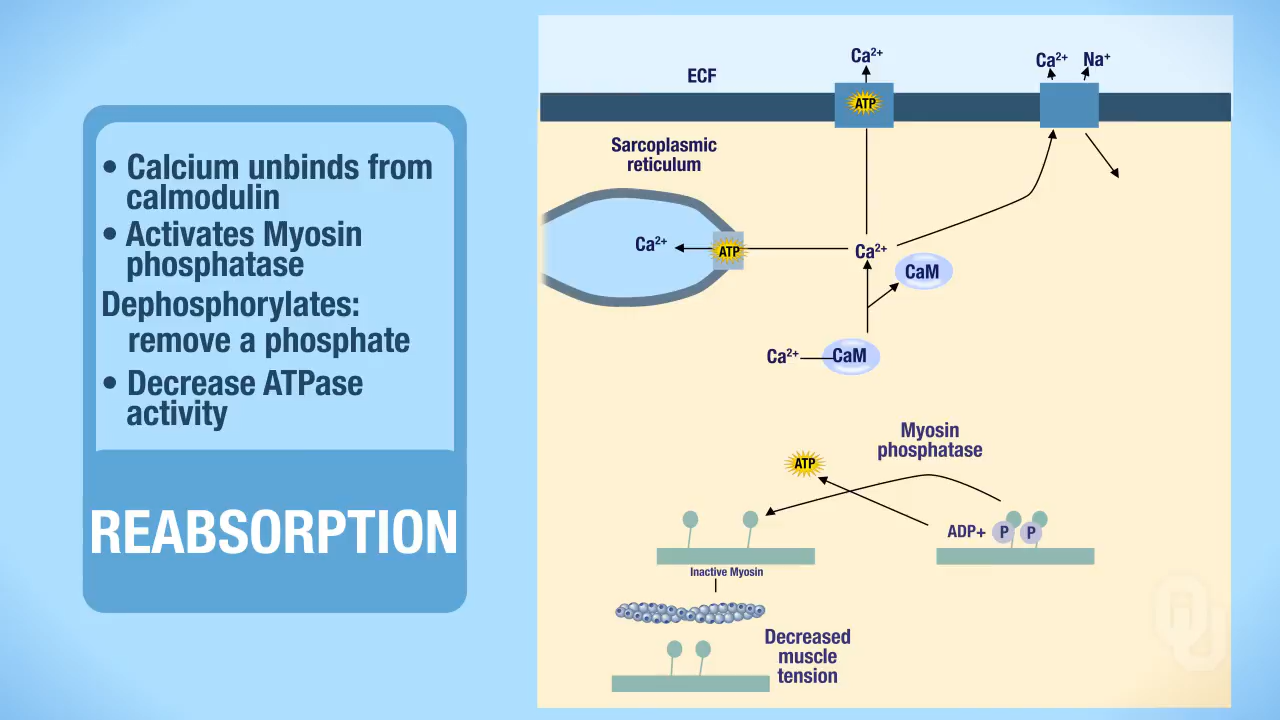 • Calcium unbinds from
calmodulin
• Activates Myosin
phosphatase
Dephosphorylates:
remove a phosphate
• Decrease ATPase
activity
REABSORPTION
ECF
Ca²⁺
ATP
Ca²⁺ Na⁺
Sarcoplasmic
reticulum
Ca²⁺
ATP
Ca²⁺
CaM
Ca²⁺
CaM
Myosin
phosphatase
ATP
ADP+
P
P
Inactive Myosin
Decreased
muscle
tension
OU